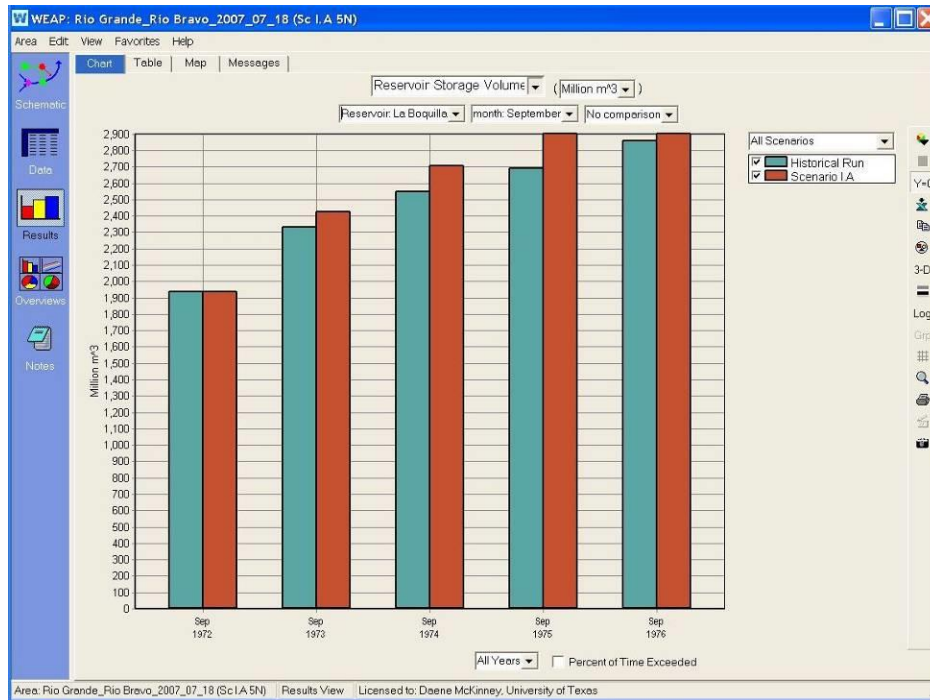 WEAP: Rio Grande_Rio Bravo_2007_07_18 (Sc I.A 5N)
Area Edit View Favorites Help
Chart Table Map Messages
Schematic
Data
Results
Overviews
Notes
Reservoir Storage Volume ( Million m^3 )
Reservoir: La Boquilla month: September No comparison
All Scenarios
Historical Run
Scenario I.A
2,900
2,800
2,700
2,600
2,500
2,400
2,300
2,200
2,100
2,000
1,900
1,800
1,700
1,600
1,500
1,400
1,300
1,200
1,100
1,000
900
800
700
600
500
400
300
200
100
0
Million m^3
Sep Sep Sep Sep Sep
1972 1973 1974 1975 1976
Y=0
3-D
Log
Grp
All Years Percent of Time Exceeded
Area: Rio Grande_Rio Bravo_2007_07_18 (Sc I.A 5N) Results View Licensed to: Daene McKinney, University of Texas